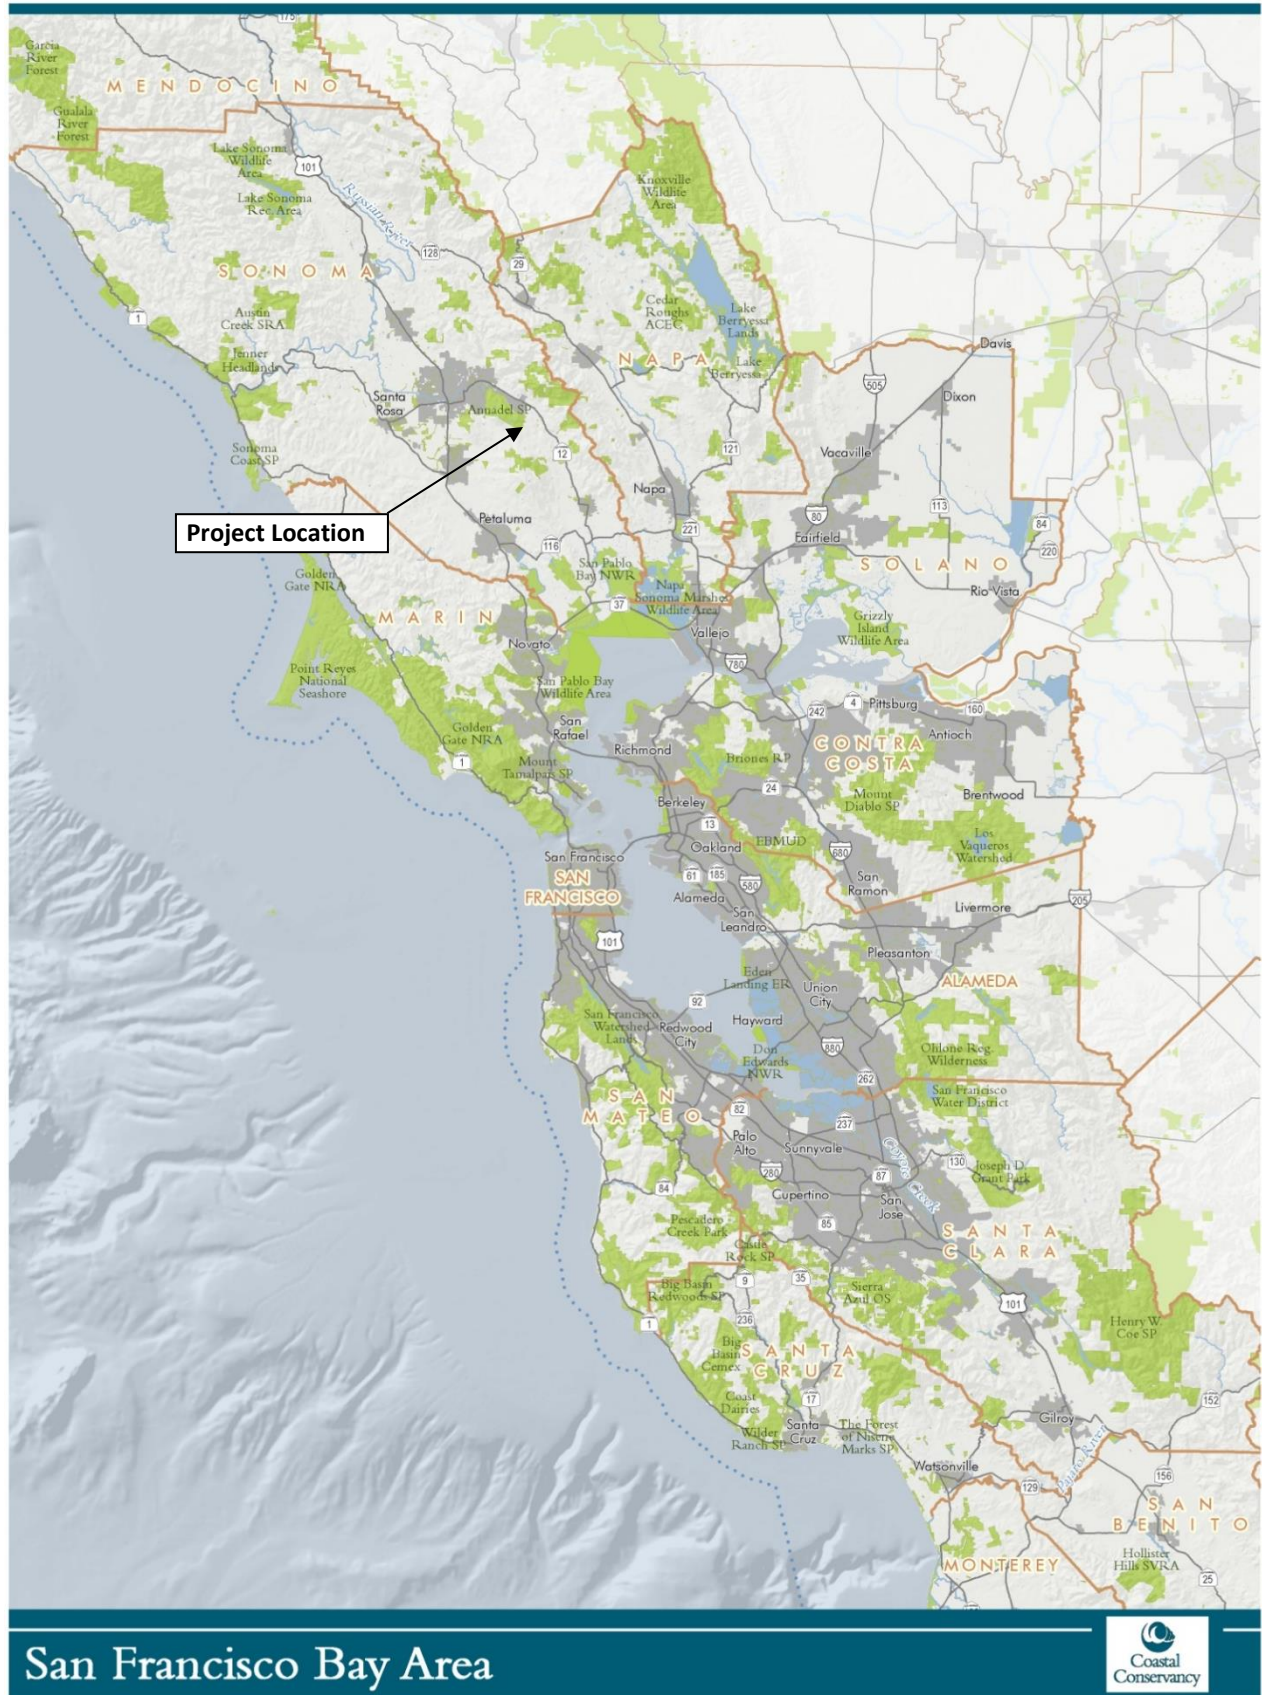 175
Garcia
River
Forest
MENDOCINO
Gualala
River
Forest
Lake Sonoma
Wildlife
Area
101
Lake Sonoma
Rec. Area
Russian River
Knoxville
Wildlife
Area
128
29
SONOMA
1
Austin
Creek SRA
Cedar
Roughs
ACEC
Lake
Berryessa
Lands
Jenner
Headlands
NAPA
Lake
Berryessa
Davis
505
Dixon
Santa
Rosa
Annadel SP
Sonoma
Coast SP
12
121
Vacaville
Napa
Project Location
Petaluma
116
221
80
Fairfield
113
84
220
SOLANO
Golden
Gate NRA
San Pablo
Bay NWR
Napa
Sonoma Marshes
Wildlife Area
Rio Vista
37
MARIN
Grizzly
Island
Wildlife Area
Novato
Vallejo
780
Point Reyes
National
Seashore
San Pablo Bay
Wildlife Area
242
4
Pittsburg
160
San
Rafael
Golden
Gate NRA
Richmond
Antioch
CONTRA
COSTA
Briones RP
1
Mount
Tamalpais SP
24
Mount
Diablo SP
Brentwood
Berkeley
13
Oakland
EBMUD
Los
Vaqueros
Watershed
680
San Francisco
SAN
FRANCISCO
61
185
580
San
Ramon
Alameda
205
San
Leandro
Livermore
101
Pleasanton
Eden
Landing ER
ALAMEDA
Union
City
92
San Francisco
Watershed
Lands
Redwood
City
Hayward
880
Don
Edwards
NWR
Ohlone Reg.
Wilderness
262
San Francisco
Water District
SAN
MATEO
82
237
Palo
Alto
Sunnyvale
Coyote Creek
130
Joseph D.
Grant Park
280
87
84
Cupertino
San
Jose
85
Pescadero
Creek Park
SANTA
CLARA
Castle
Rock SP
Big Basin
Redwoods SP
9
35
Sierra
Azul OS
101
1
236
Henry W.
Coe SP
Big
Basin
Cemex
SANTA
CRUZ
Coast
Dairies
17
152
Wilder
Ranch SP
Santa
Cruz
The Forest
of Nisene
Marks SP
Gilroy
Pajaro River
Watsonville
129
156
SAN
BENITO
MONTEREY
Hollister
Hills SVRA
25
San Francisco Bay Area
Coastal
Conservancy